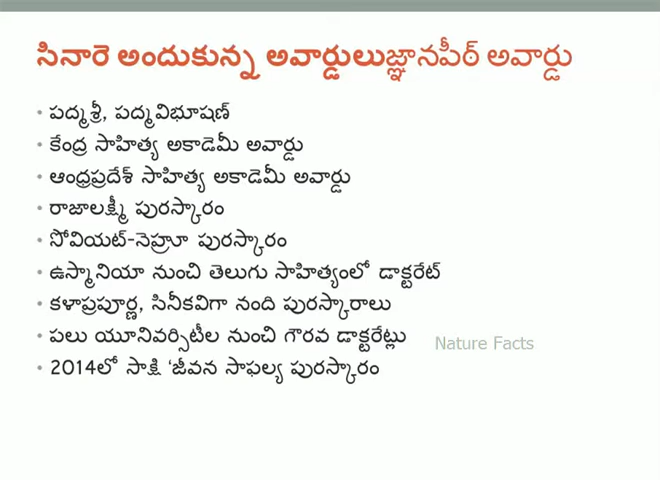 సినారె అందుకున్న అవార్డులుజ్ఞానపీఠ్ అవార్డు
• పద్మశ్రీ, పద్మవిభూషణ్
• కేంద్ర సాహిత్య అకాడెమీ అవార్డు
• ఆంధ్రప్రదేశ్ సాహిత్య అకాడెమీ అవార్డు
• రాజాలక్ష్మీ పురస్కారం
• సోవియట్-నెహ్రూ పురస్కారం
• ఉస్మానియా నుంచి తెలుగు సాహిత్యంలో డాక్టరేట్
• కళాప్రపూర్ణ, సినీకవిగా నంది పురస్కారాలు
• పలు యూనివర్సిటీల నుంచి గౌరవ డాక్టరేట్లు
Nature Facts
• 2014లో సాక్షి ‘జీవన సాఫల్య పురస్కారం